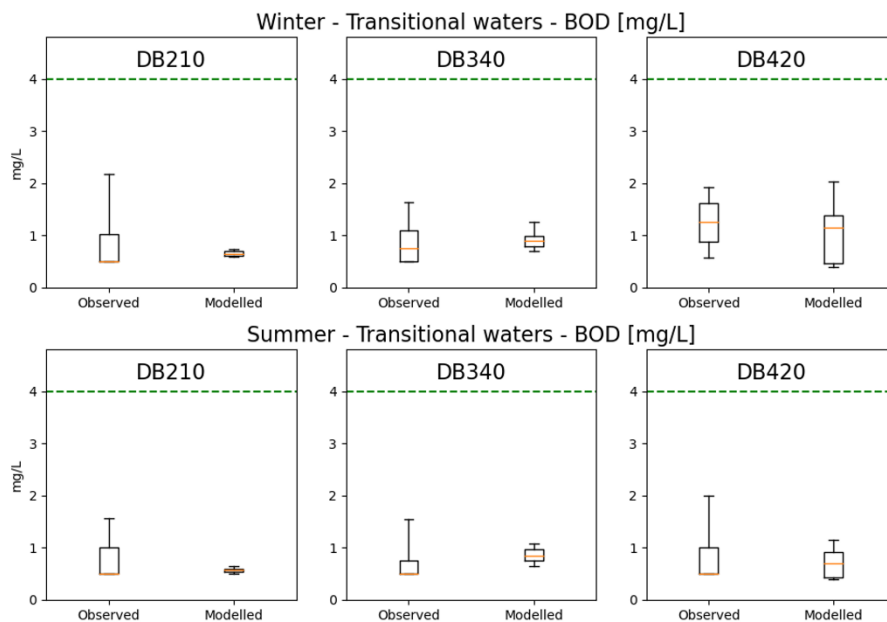 Winter - Transitional waters - BOD [mg/L]
DB210 DB340 DB420
mg/L
4 4 4
3 3 3
2 2 2
1 1 1
0 0 0
Observed Modelled Observed Modelled Observed Modelled
Summer - Transitional waters - BOD [mg/L]
DB210 DB340 DB420
mg/L
4 4 4
3 3 3
2 2 2
1 1 1
0 0 0
Observed Modelled Observed Modelled Observed Modelled